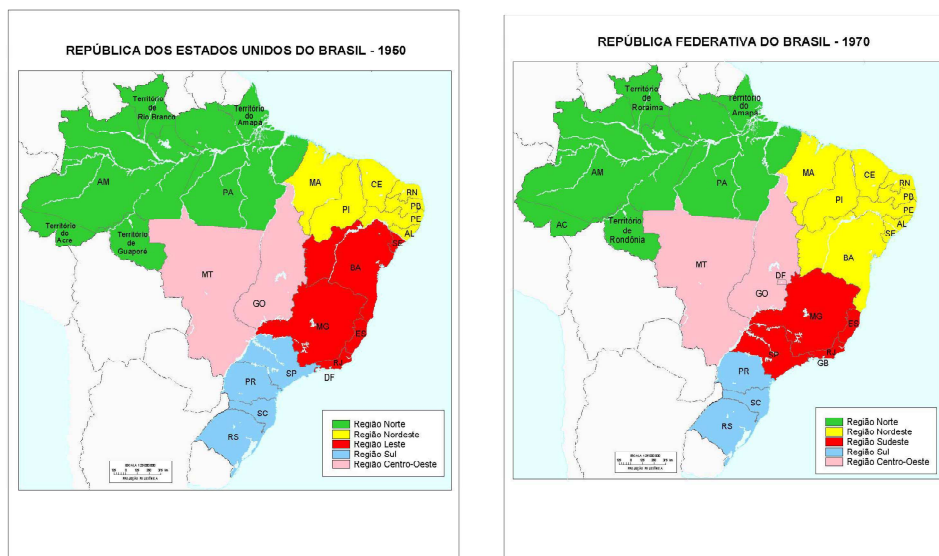 REPÚBLICA DOS ESTADOS UNIDOS DO BRASIL - 1950
Território
de
Rio Branco
Território
do
Amapá
AM
PA
MA
CE
RN
PB
PE
AL
PI
SE
BA
Território
do Acre
Território
de
Guaporé
MT
GO
MG
ES
RJ
DF
SP
PR
SC
RS
Região Norte
Região Nordeste
Região Leste
Região Sul
Região Centro-Oeste
REPÚBLICA FEDERATIVA DO BRASIL - 1970
Território
de
Roraima
Território
do
Amapá
AM
PA
MA
CE
RN
PB
PE
AL
SE
PI
BA
AC
Território
de
Rondônia
MT
DF
GO
MG
ES
RJ
GB
SP
PR
SC
RS
Região Norte
Região Nordeste
Região Sudeste
Região Sul
Região Centro-Oeste